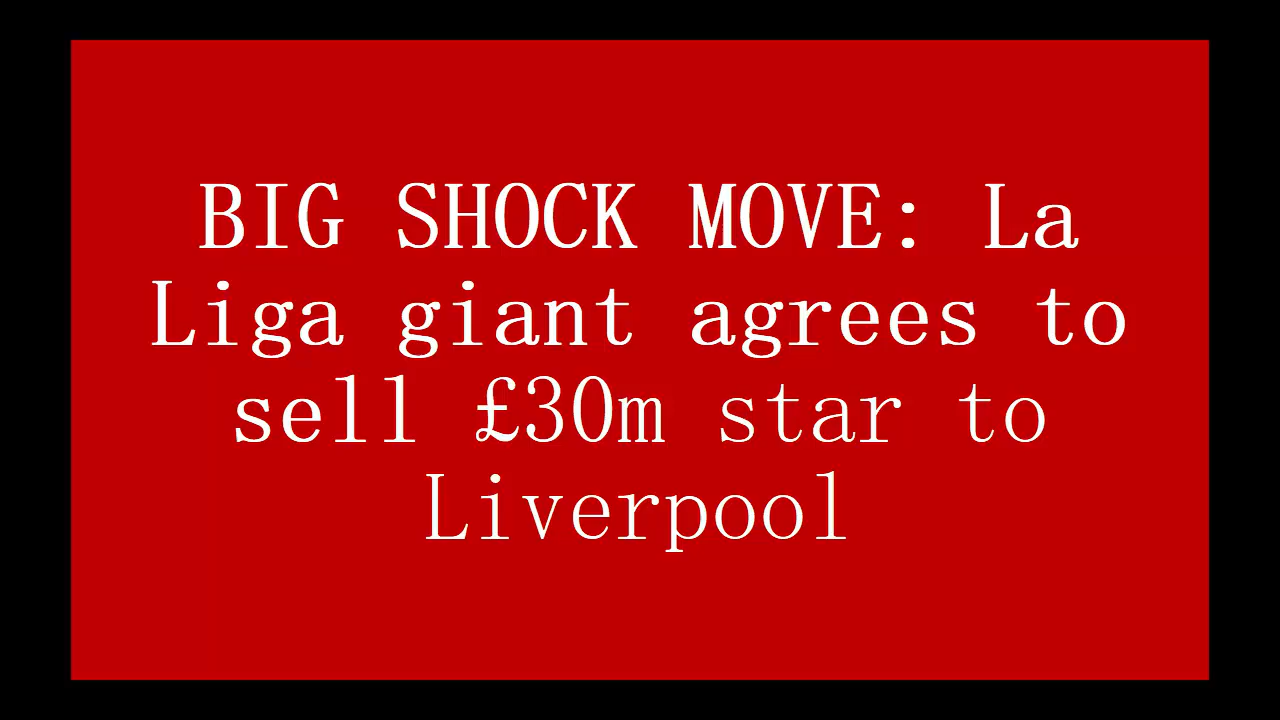 BIG SHOCK MOVE: La
Liga giant agrees to
sell £30m star to
Liverpool